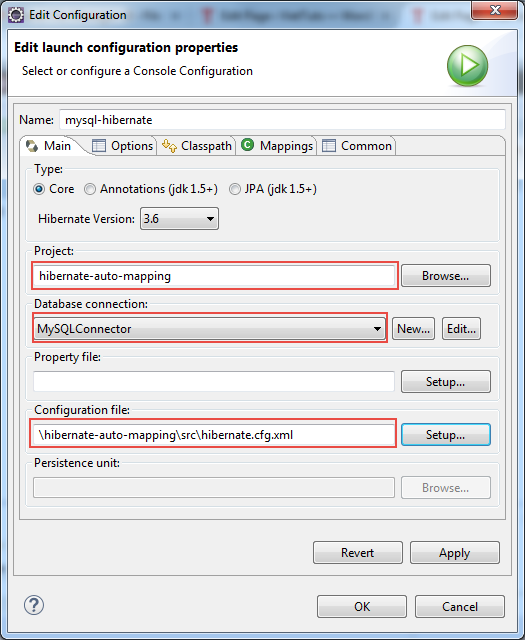 Edit Configuration
Edit launch configuration properties
Select or configure a Console Configuration
Name: mysql-hibernate
Main Options Classpath Mappings Common
Type:
Core Annotations (jdk 1.5+) JPA (jdk 1.5+)
Hibernate Version: 3.6
Project:
hibernate-auto-mapping Browse...
Database connection:
MySQLConnector New... Edit...
Property file:
Setup...
Configuration file:
\hibernate-auto-mapping\src\hibernate.cfg.xml Setup...
Persistence unit:
Browse...
Revert Apply
OK Cancel